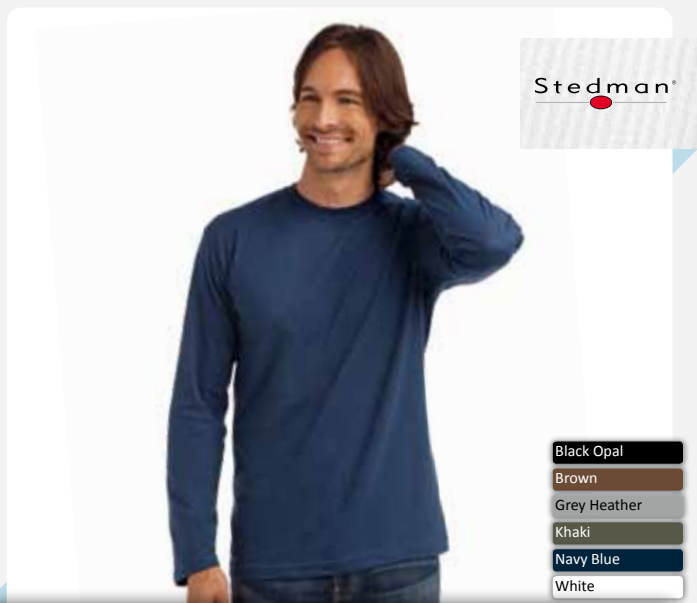 Stedman®
Black Opal
Brown
Grey Heather
Khaki
Navy Blue
White